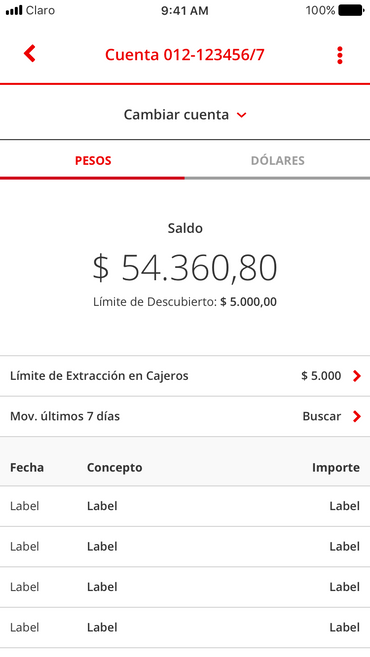 Claro 9:41 AM 100%
Cuenta 012-123456/7
Cambiar cuenta
PESOS DÓLARES
Saldo
$ 54.360,80
Límite de Descubierto: $ 5.000,00
Límite de Extracción en Cajeros $ 5.000
Mov. últimos 7 días Buscar
Fecha Concepto Importe
Label Label Label
Label Label Label
Label Label Label
Label Label Label